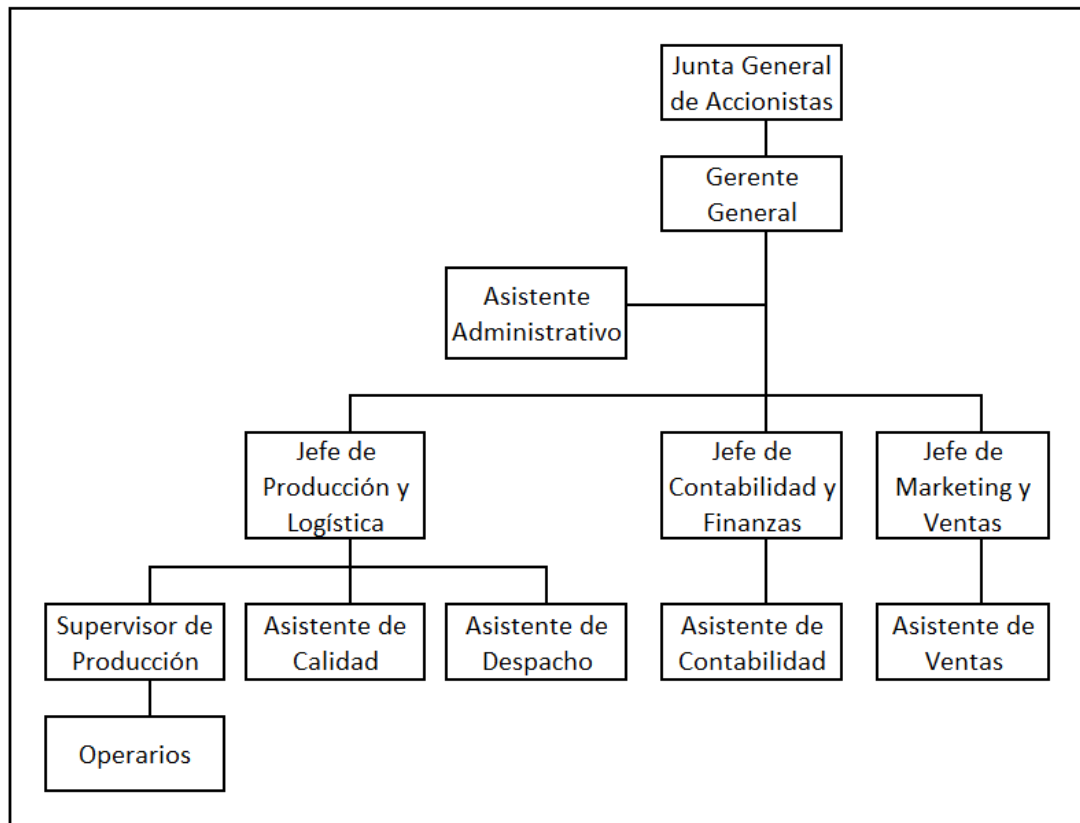 Junta General
de Accionistas
Gerente
General
Asistente
Administrativo
Jefe de
Producción y
Logística
Jefe de
Contabilidad y
Finanzas
Jefe de
Marketing y
Ventas
Supervisor de
Producción
Asistente de
Calidad
Asistente de
Despacho
Asistente de
Contabilidad
Asistente de
Ventas
Operarios